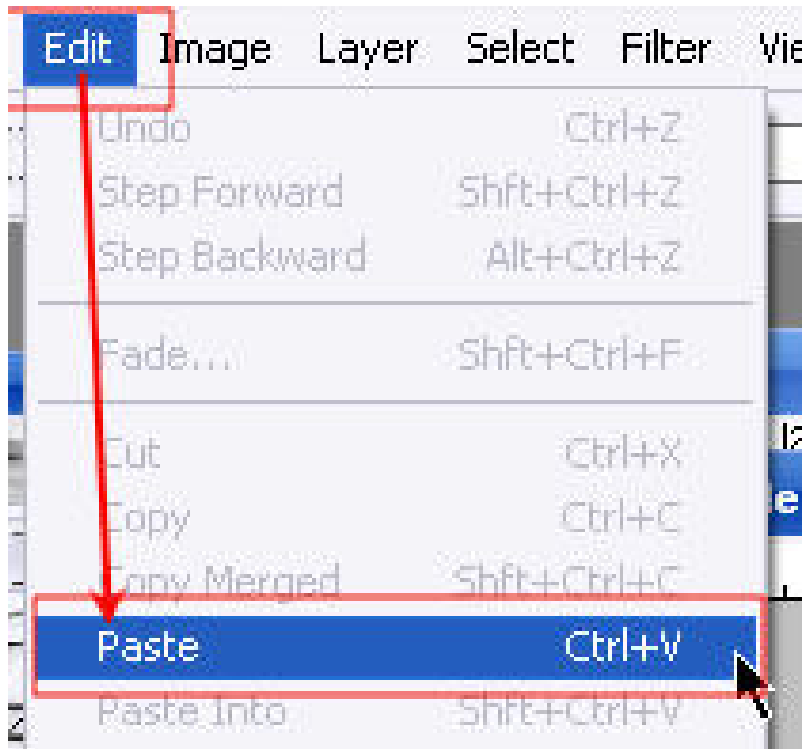 Edit Image Layer Select Filter Vie
Undo Ctrl+Z
Step Forward Shft+Ctrl+Z
Step Backward Alt+Ctrl+Z
Fade... Shft+Ctrl+F
Cut Ctrl+X
Copy Ctrl+C
Copy Merged Shft+Ctrl+C
Paste Ctrl+V
Paste Into Shft+Ctrl+V